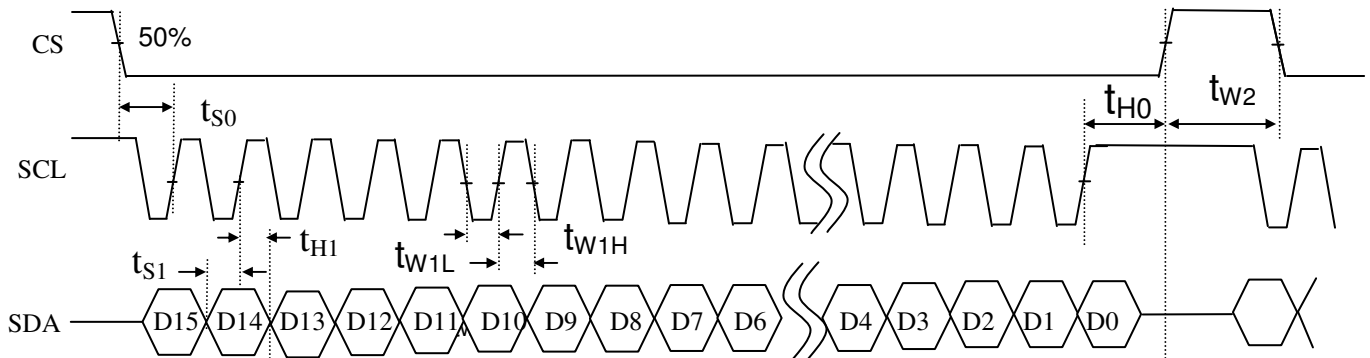 CS 50%
tS0 tH0 tW2
SCL
tS1 tH1 tW1L tW1H
SDA D15 D14 D13 D12 D11 D10 D9 D8 D7 D6 D4 D3 D2 D1 D0